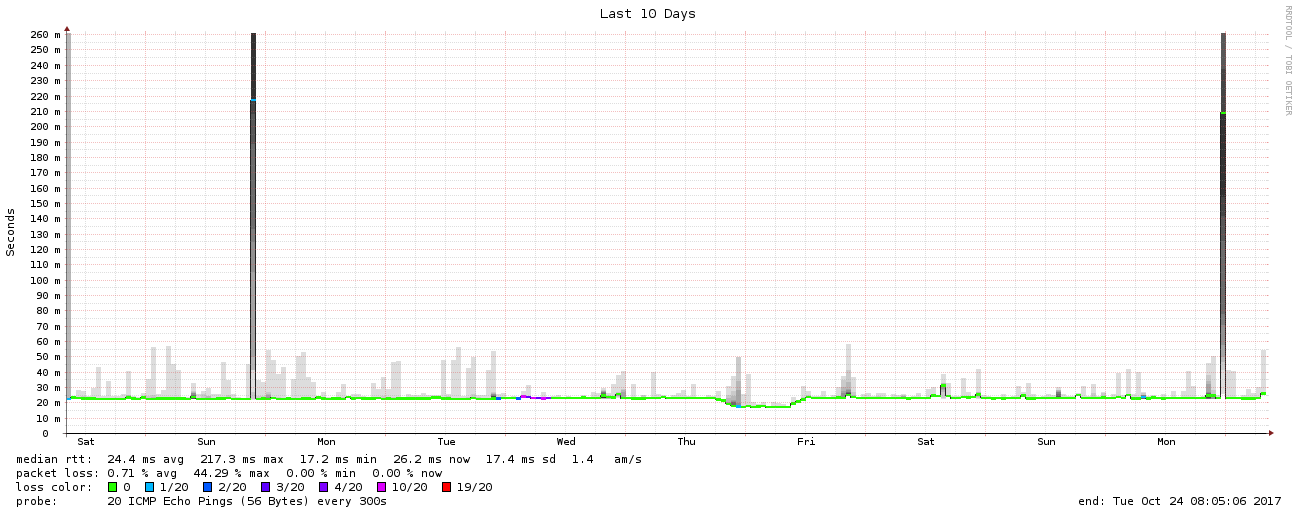 Last 10 Days
RRDTOOL / TOBI OETIKER
Seconds
260 m
250 m
240 m
230 m
220 m
210 m
200 m
190 m
180 m
170 m
160 m
150 m
140 m
130 m
120 m
110 m
100 m
90 m
80 m
70 m
60 m
50 m
40 m
30 m
20 m
10 m
0
Sat Sun Mon Tue Wed Thu Fri Sat Sun Mon
median rtt: 24.4 ms avg 217.3 ms max 17.2 ms min 26.2 ms now 17.4 ms sd 1.4 am/s
packet loss: 0.71 % avg 44.29 % max 0.00 % min 0.00 % now
loss color: 0 1/20 2/20 3/20 4/20 10/20 19/20
probe: 20 ICMP Echo Pings (56 Bytes) every 300s end: Tue Oct 24 08:05:06 2017